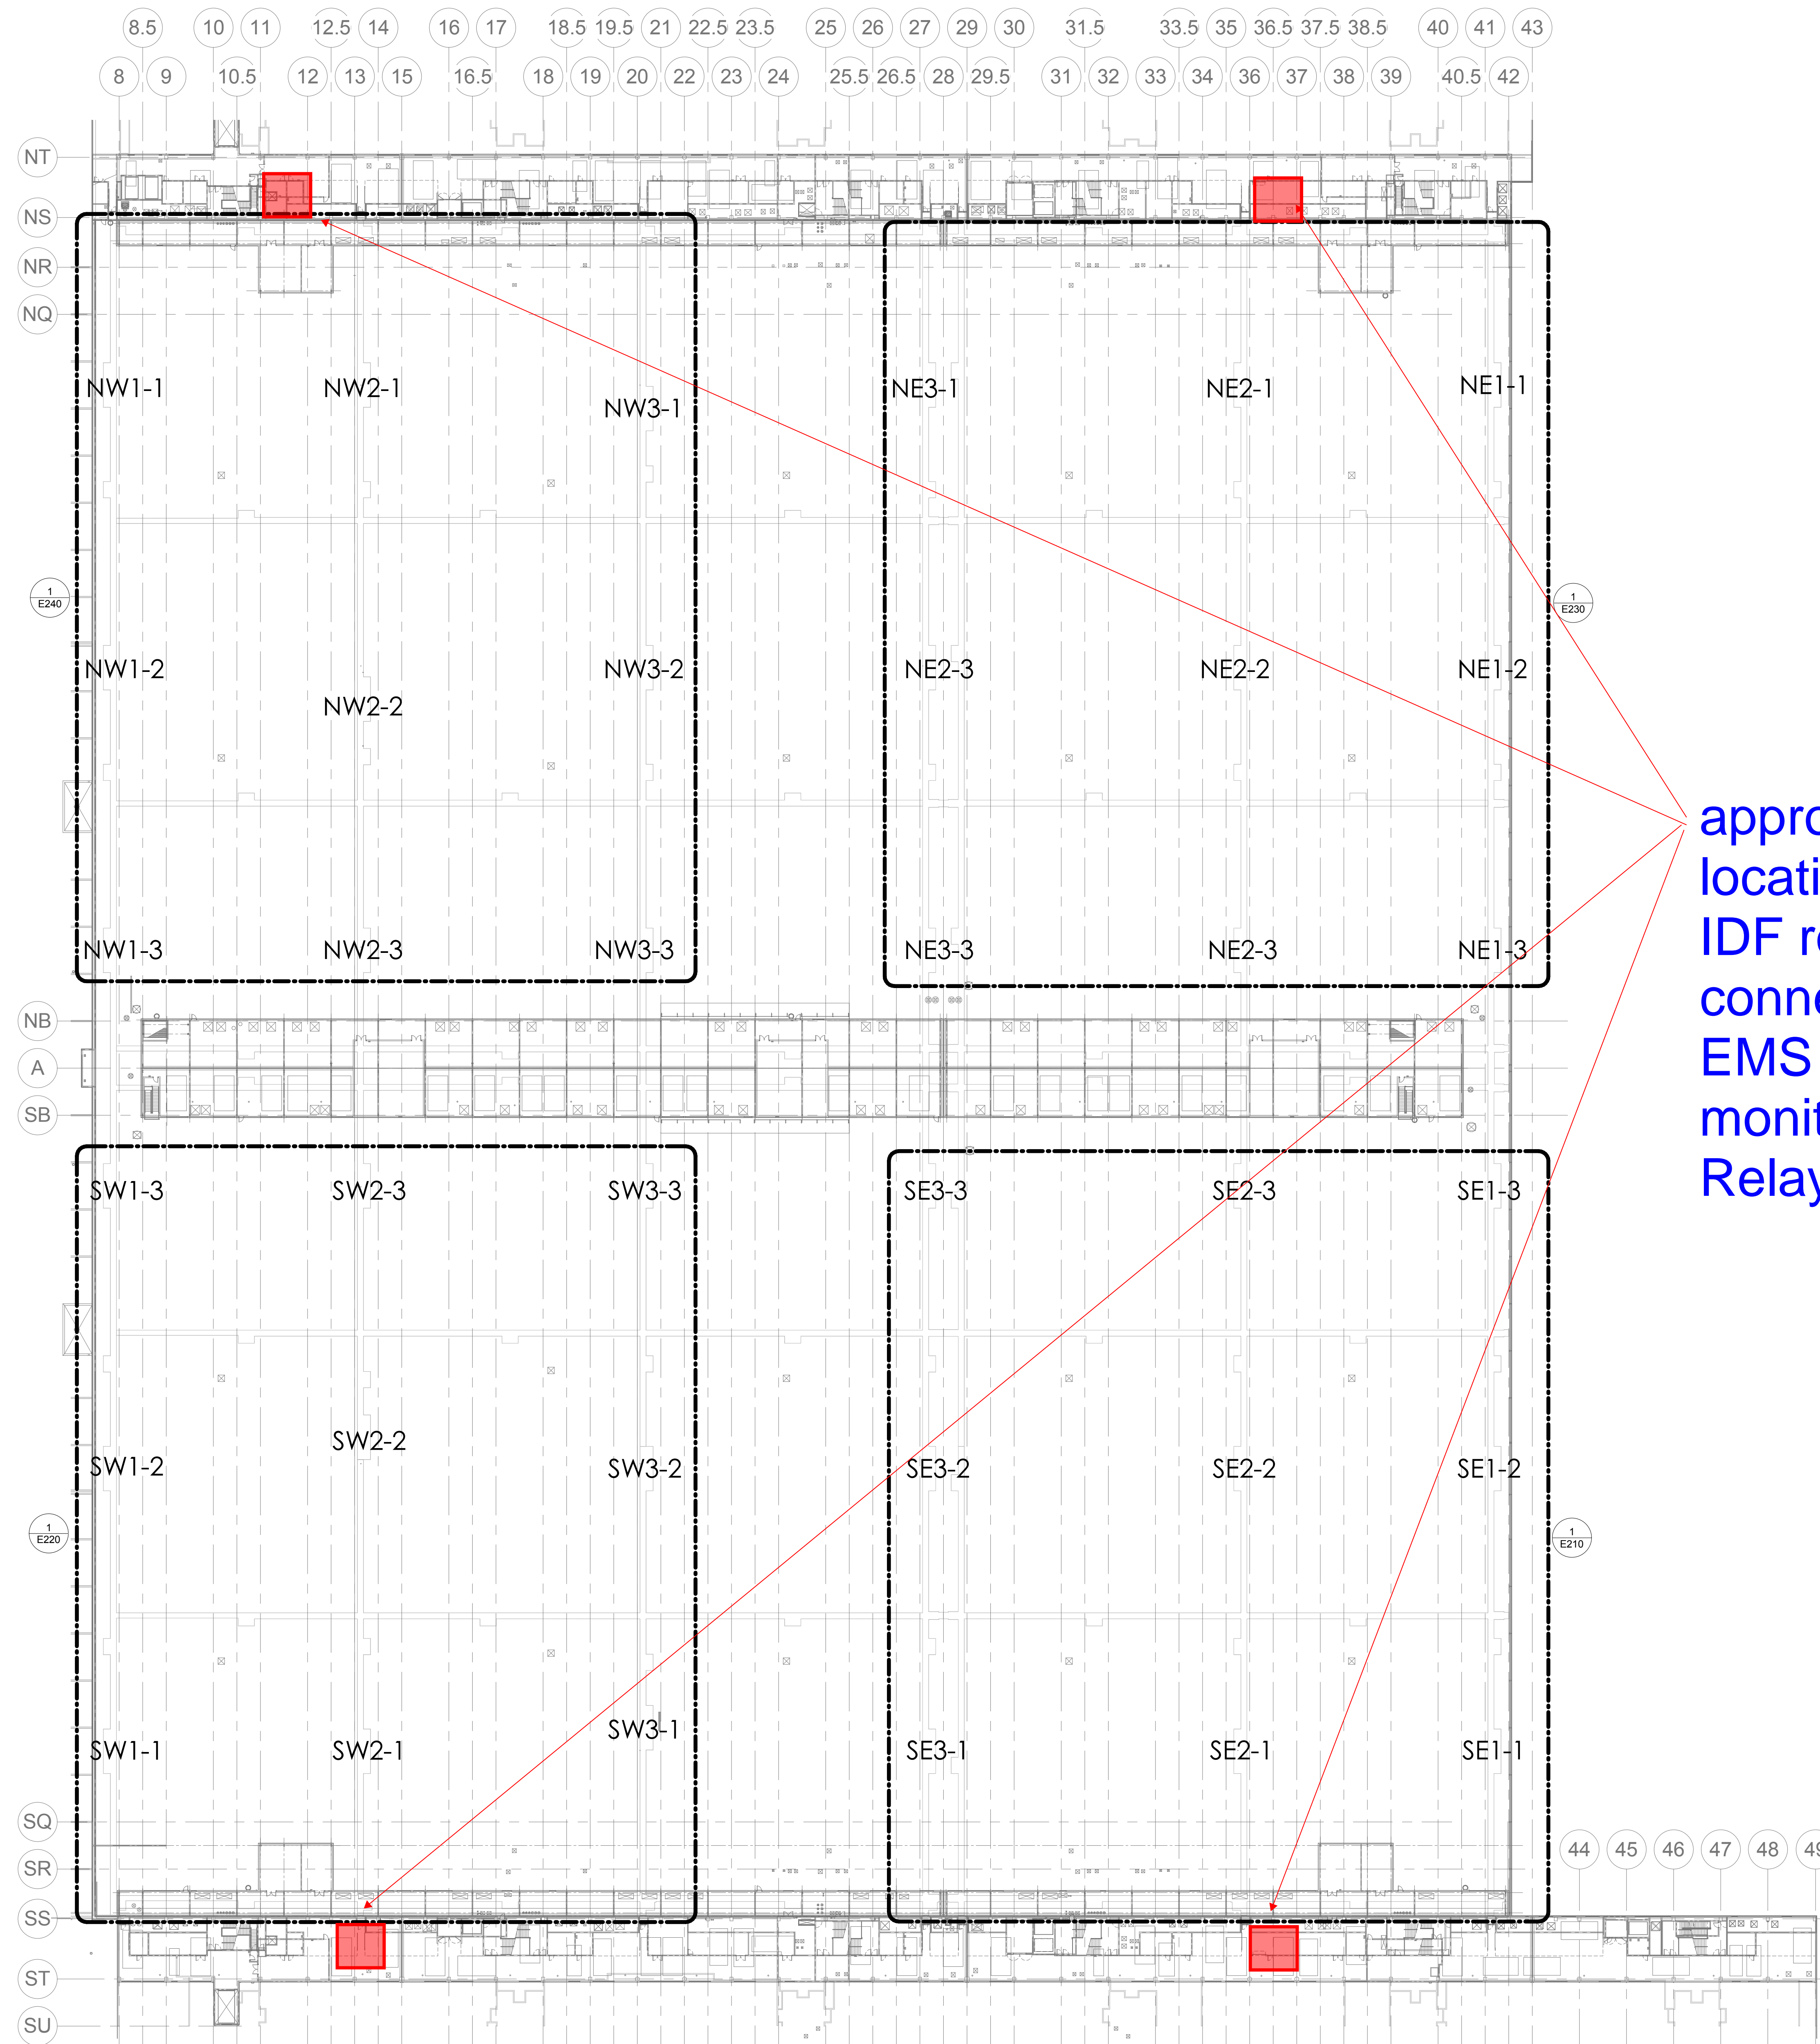 8.5 10 11 12.5 14 16 17 18.5 19.5 21 22.5 23.5 25 26 27 29 30 31.5 33.5 35 36.5 37.5 38.5 40 41 43
8 9 10.5 12 13 15 16.5 18 19 20 22 23 24 25.5 26.5 28 29.5 31 32 33 34 36 37 38 39 40.5 42
NT
NS
NR
NQ
NW1-1 NW2-1 NW3-1 NE3-1 NE2-1 NE1-1
1
E240
1
E230
NW1-2 NW2-2 NW3-2 NE2-3 NE2-2 NE1-2
NW1-3 NW2-3 NW3-3 NE3-3 NE2-3 NE1-3
NB
A
SB
SW1-3 SW2-3 SW3-3 SE3-3 SE2-3 SE1-3
SW1-2 SW2-2 SW3-2 SE3-2 SE2-2 SE1-2
1
E220
1
E210
SW1-1 SW2-1 SW3-1 SE3-1 SE2-1 SE1-1
SQ
SR
SS
ST
SU
44 45 46 47 48
IDF
EMS